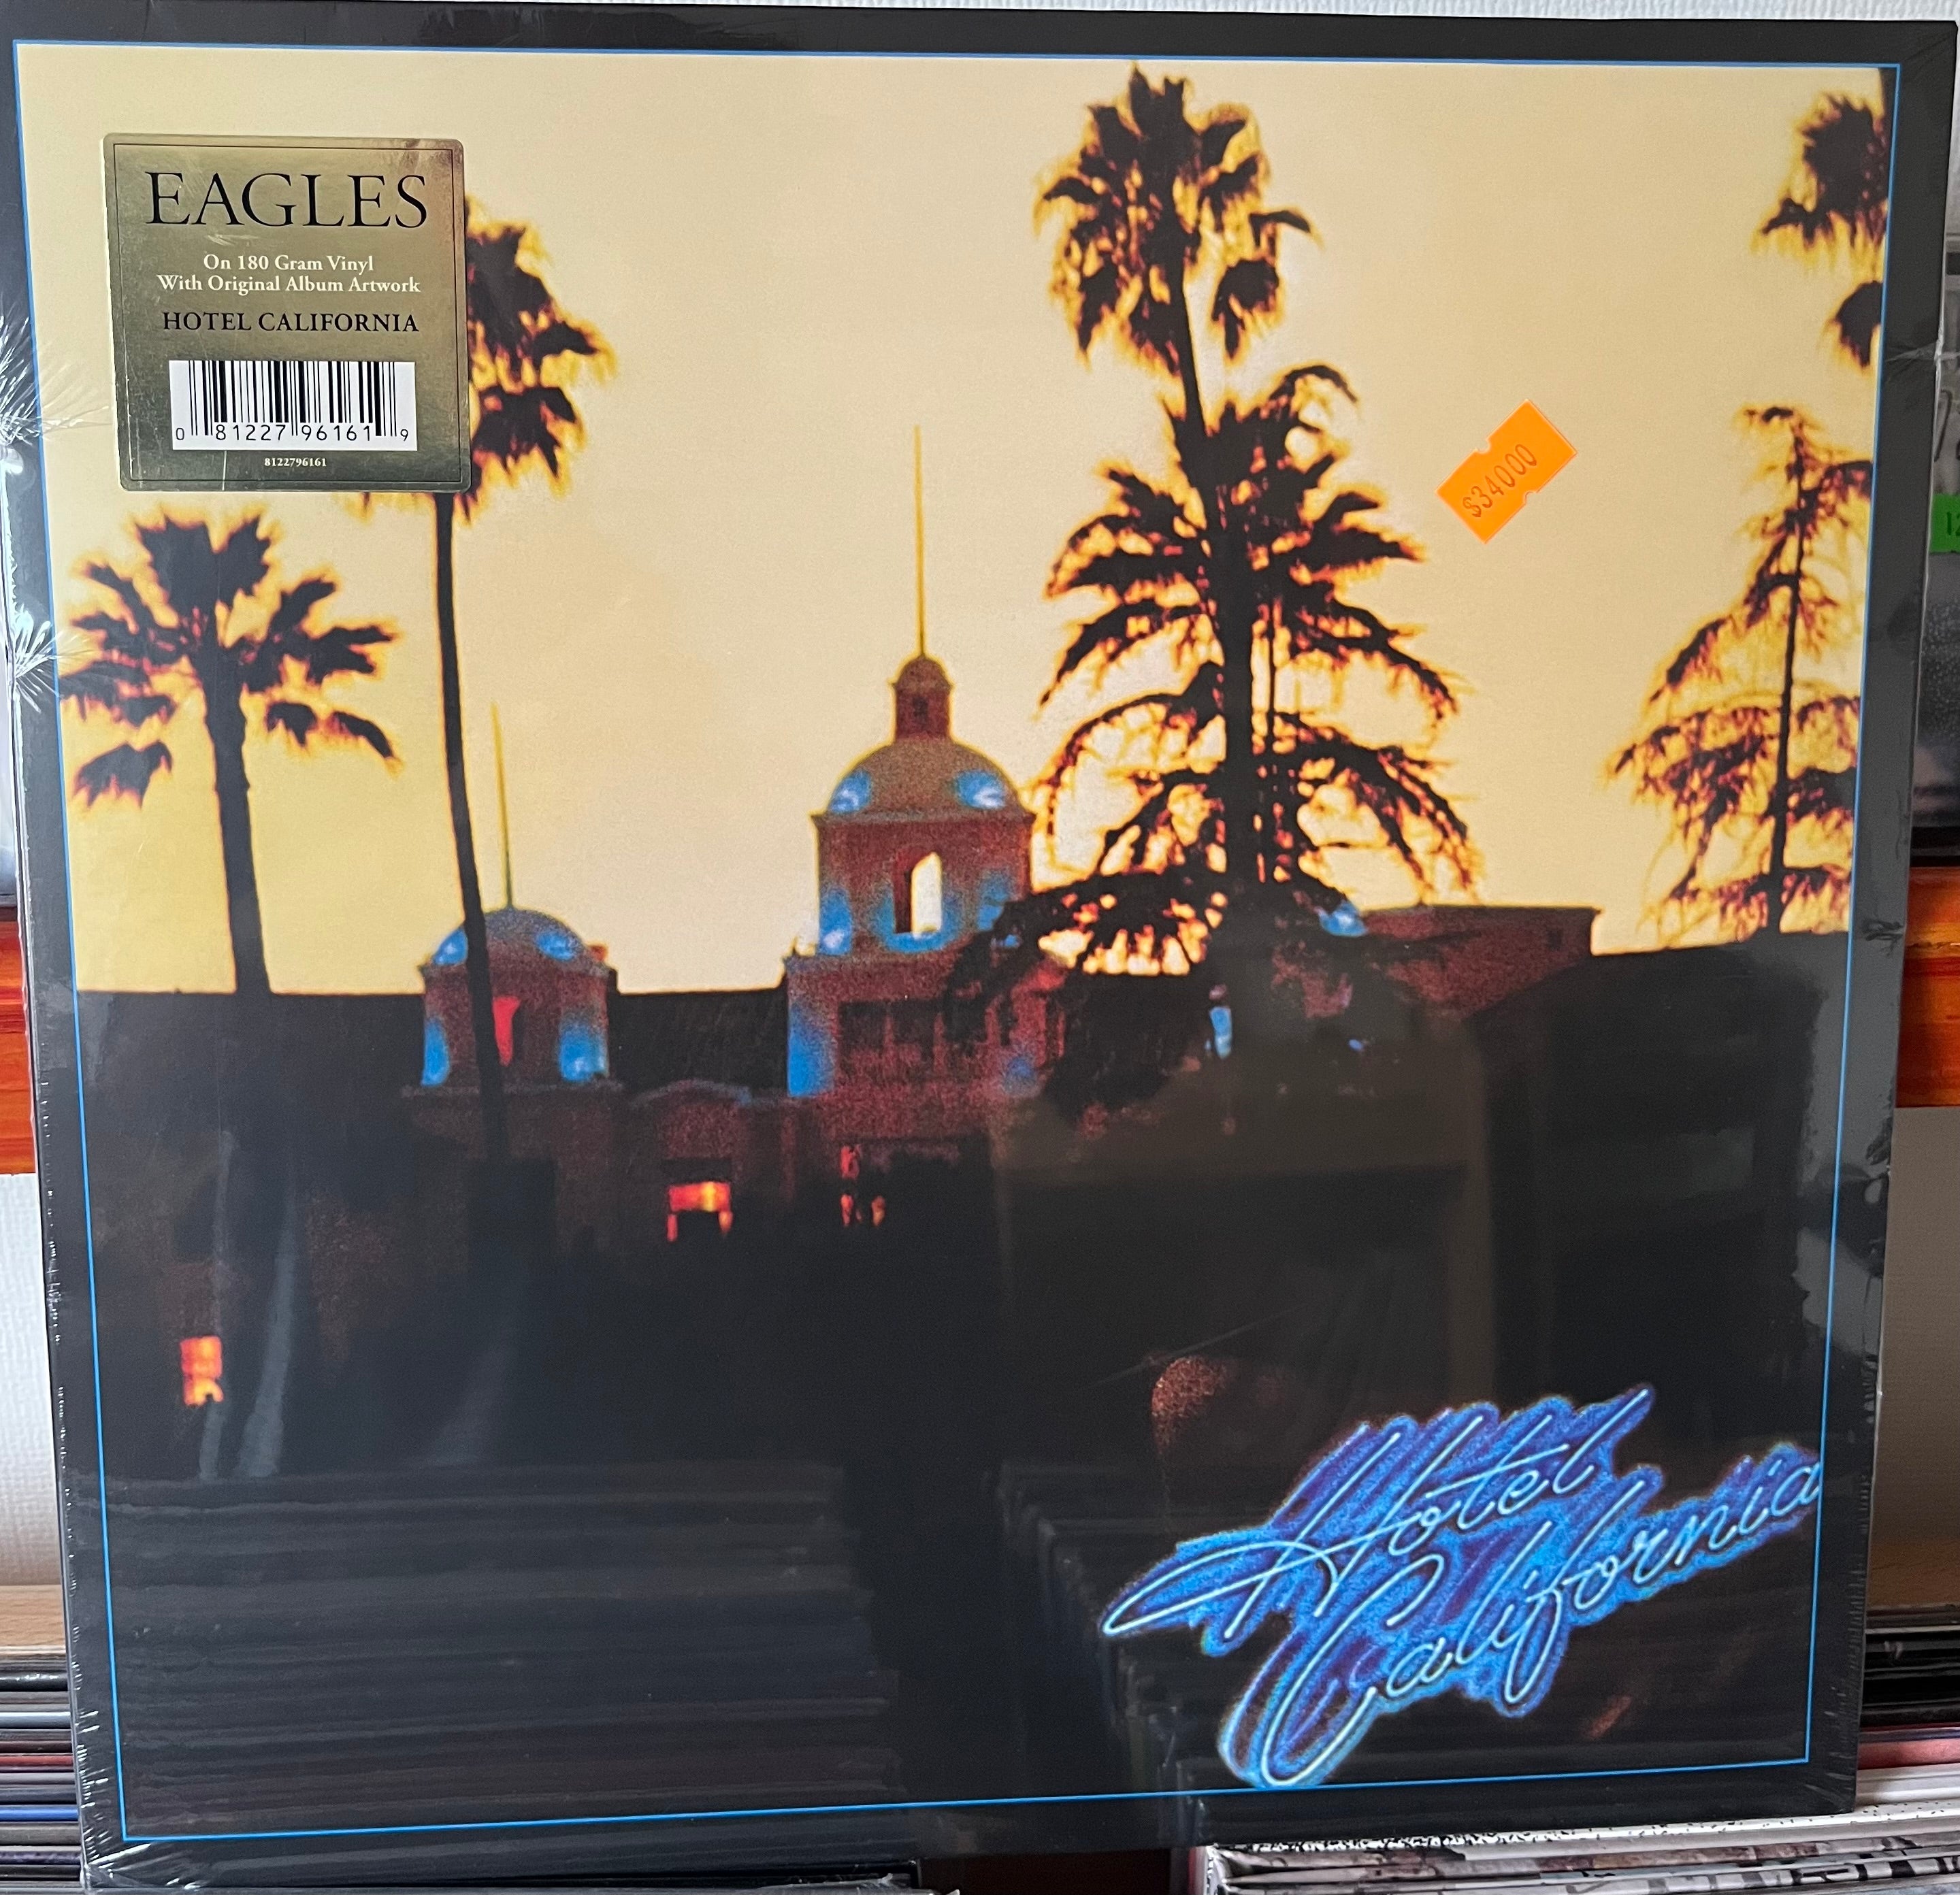 EAGLES
On 180 Gram Vinyl
With Original Album Artwork
HOTEL CALIFORNIA
0 81227 96161 9
8122796161
$34000
Hotel
California